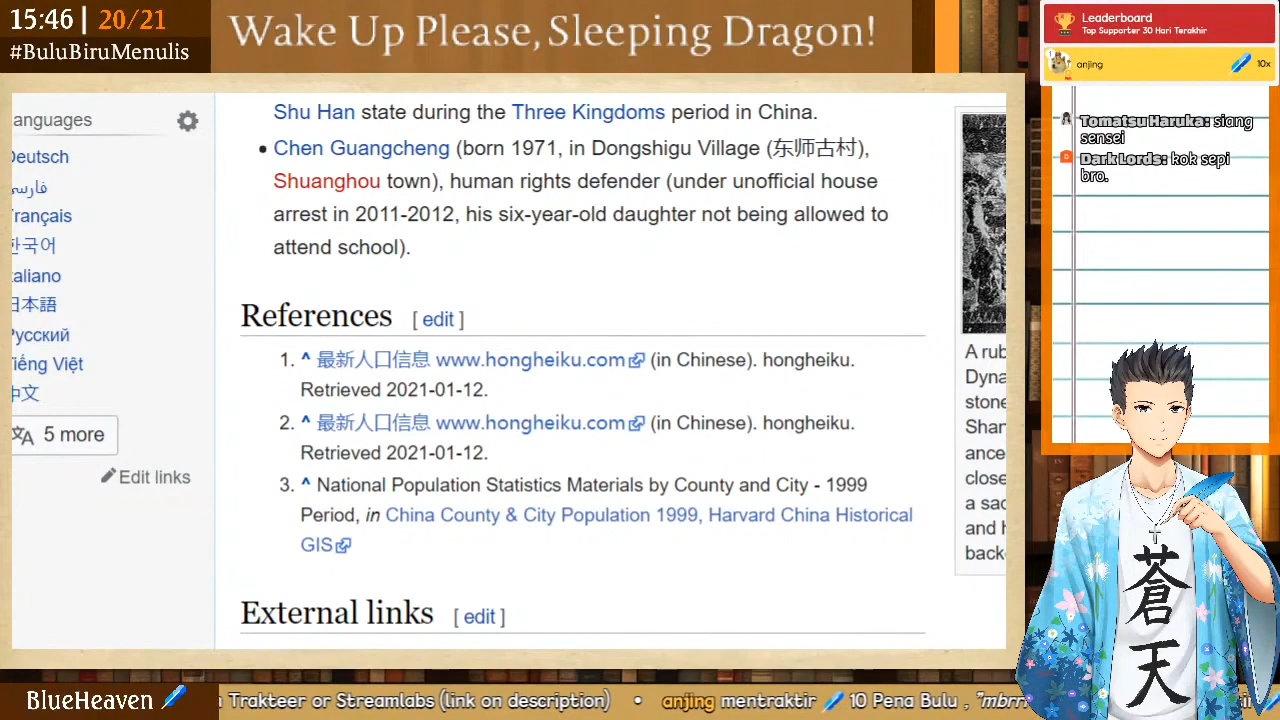 15:46 | 20/21
#BuluBiruMenulis
Wake Up Please, Sleeping Dragon!
Leaderboard
Top Supporter 30 Hari Terakhir
1
anjing
10x
Tomatsu Haruka: siang
sensei
DarkLords: kok sepi
bro.
anguages
Deutsch
فارسی
Français
한국어
Italiano
日本語
Русский
Tiếng Việt
中文
5 more
Edit links
Shu Han state during the Three Kingdoms period in China.
• Chen Guangcheng (born 1971, in Dongshigu Village (东师古村),
Shuanghou town), human rights defender (under unofficial house
arrest in 2011-2012, his six-year-old daughter not being allowed to
attend school).
References [ edit ]
1. ^ 最新人口信息 www.hongheiku.com (in Chinese). hongheiku.
Retrieved 2021-01-12.
2. ^ 最新人口信息 www.hongheiku.com (in Chinese). hongheiku.
Retrieved 2021-01-12.
3. ^ National Population Statistics Materials by County and City - 1999
Period, in China County & City Population 1999, Harvard China Historical
GIS
External links [ edit ]
A rub
Dyna
stone
Shan
ance
close
a sac
and h
back
蒼天
BlueHeaven
Trakteer or Streamlabs (link on description) • anjing mentraktir 10 Pena Bulu , "mbrr